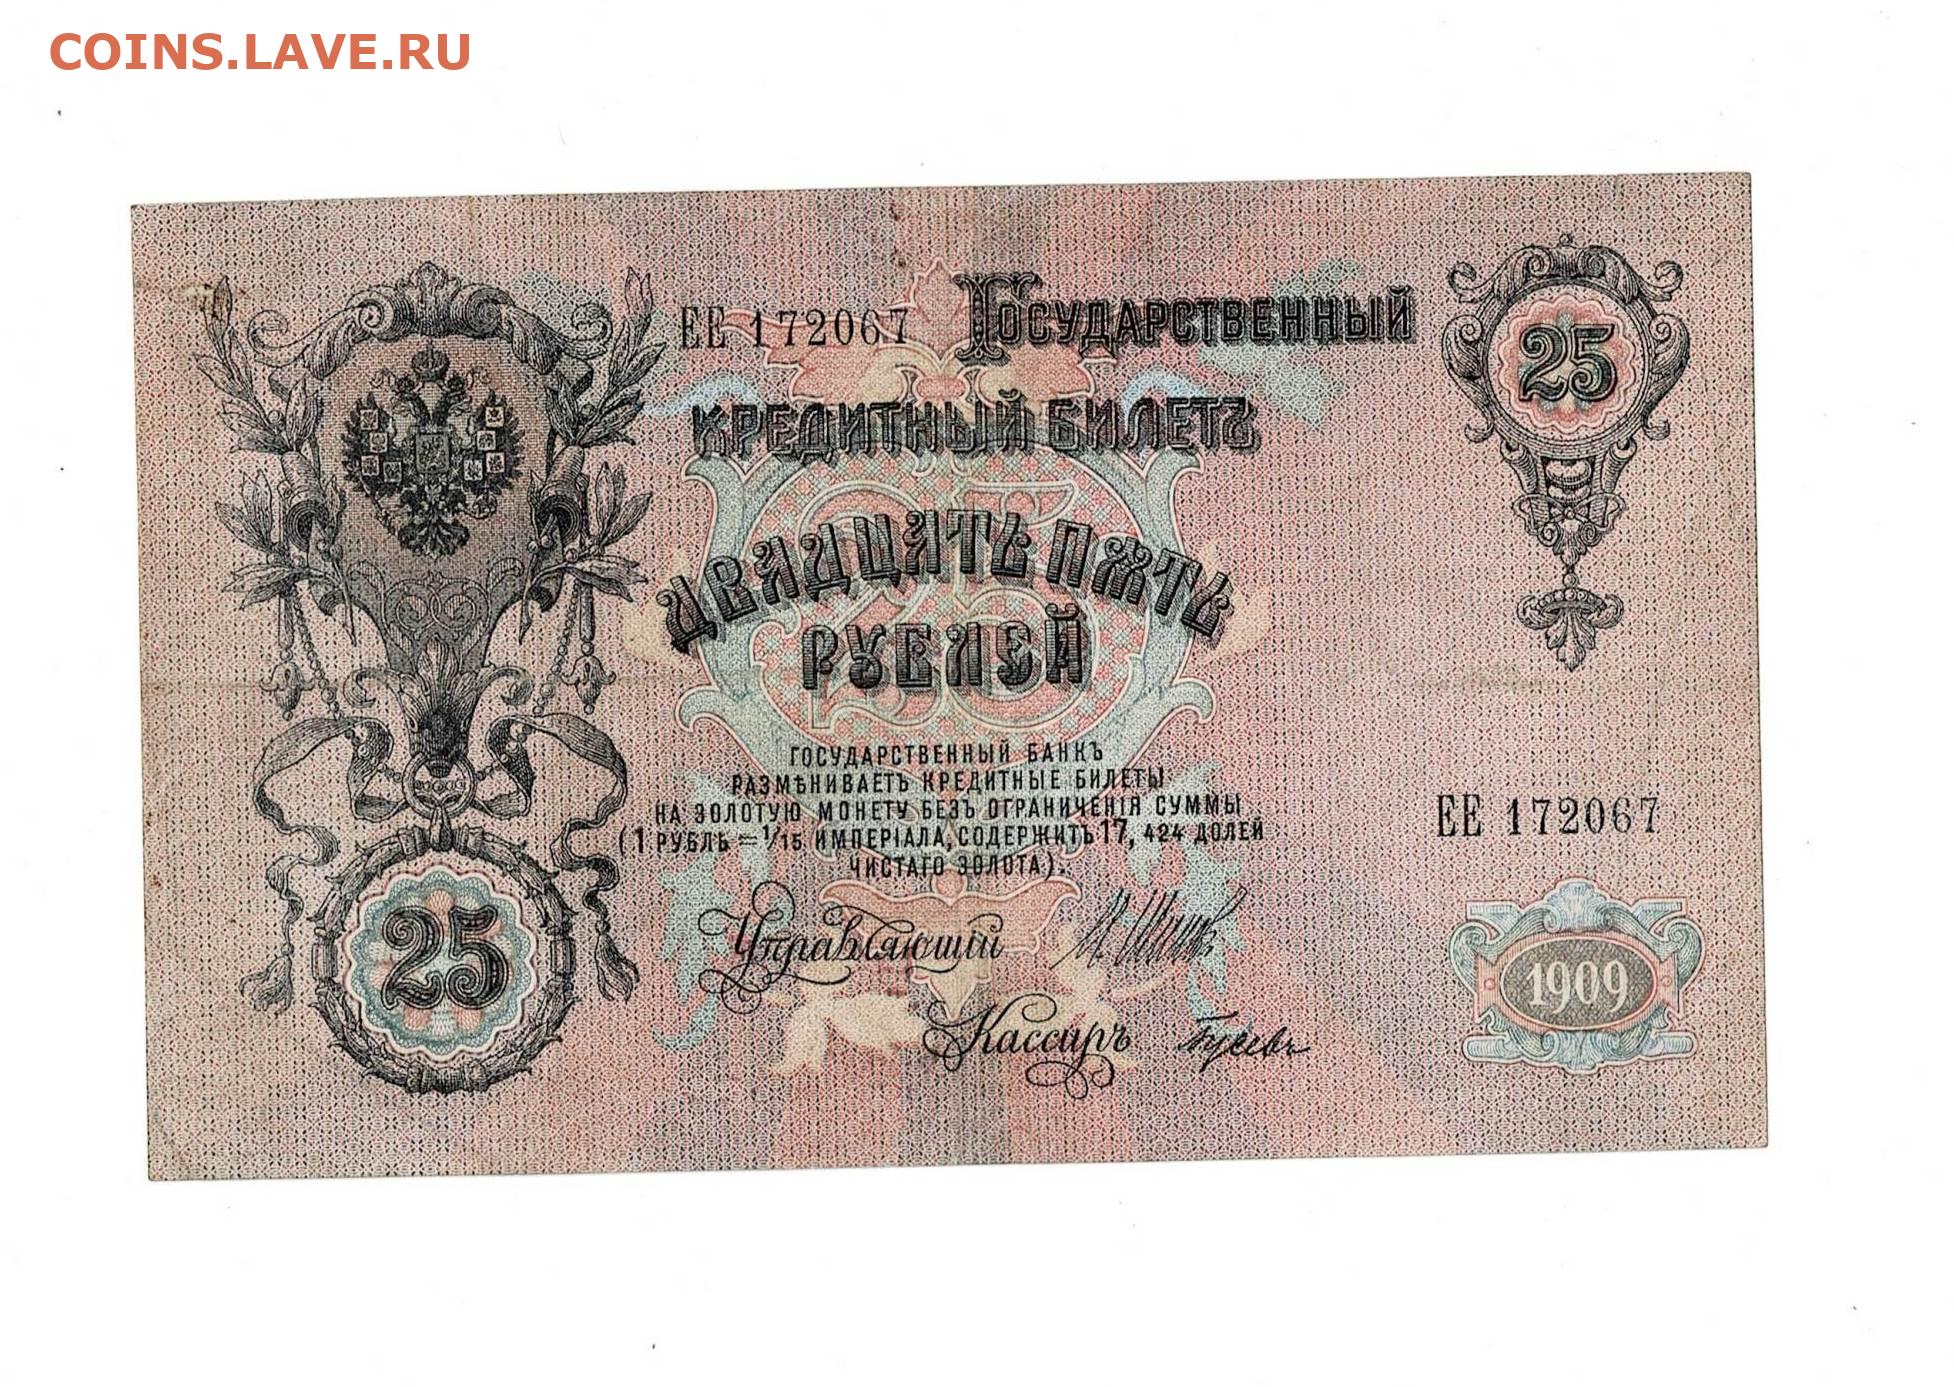 COINS.LAVE.RU
ЕЕ 172067
Государственный
25
Кредитный Билетъ
Двадцать пять
рублей
Государственный Банкъ
размѣниваетъ кредитные билеты
на золотую монету безъ ограниченія суммы
(1 рубль = 1/15 имперіала, содержитъ 17,424 долей
чистаго золота).
ЕЕ 172067
25
Управляющий
1909
Кассиръ